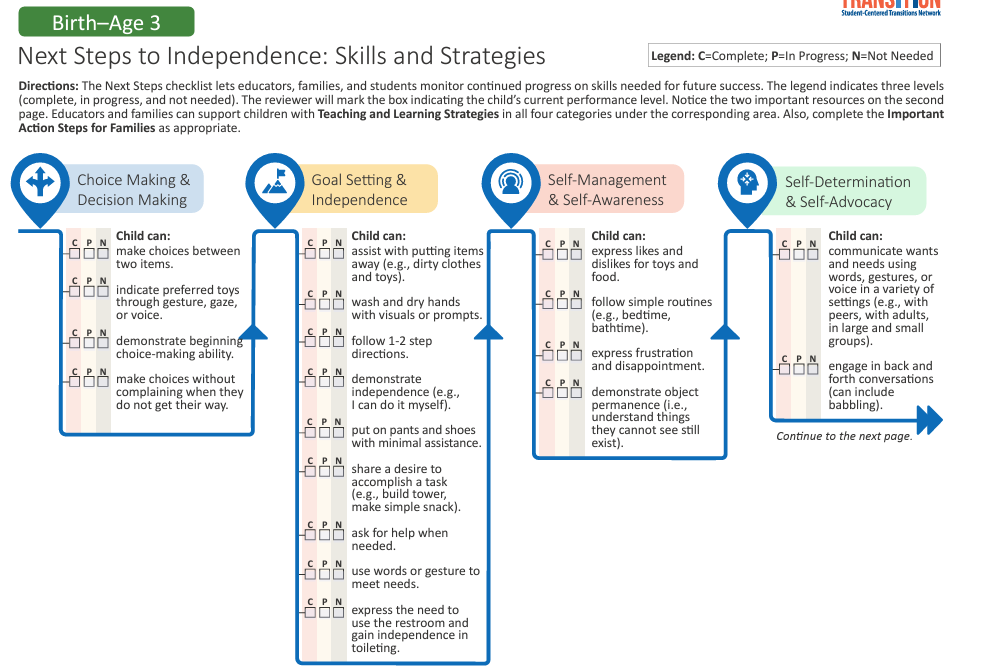 TRANSITION
Student-Centered Transitions Network
Birth–Age 3
Next Steps to Independence: Skills and Strategies
Legend: C=Complete; P=In Progress; N=Not Needed
Directions: The Next Steps checklist lets educators, families, and students monitor continued progress on skills needed for future success. The legend indicates three levels
(complete, in progress, and not needed). The reviewer will mark the box indicating the child's current performance level. Notice the two important resources on the second
page. Educators and families can support children with Teaching and Learning Strategies in all four categories under the corresponding area. Also, complete the Important
Action Steps for Families as appropriate.
Choice Making &
Decision Making
Child can:
C P N
make choices between
two items.
C P N
indicate preferred toys
through gesture, gaze,
or voice.
C P N
demonstrate beginning
choice-making ability.
C P N
make choices without
complaining when they
do not get their way.
Goal Setting &
Independence
Child can:
C P N
assist with putting items
away (e.g., dirty clothes
and toys).
C P N
wash and dry hands
with visuals or prompts.
C P N
follow 1-2 step
directions.
C P N
demonstrate
independence (e.g.,
I can do it myself).
C P N
put on pants and shoes
with minimal assistance.
C P N
share a desire to
accomplish a task
(e.g., build tower,
make simple snack).
C P N
ask for help when
needed.
C P N
use words or gesture to
meet needs.
C P N
express the need to
use the restroom and
gain independence in
toileting.
Self-Management
& Self-Awareness
Child can:
C P N
express likes and
dislikes for toys and
food.
C P N
follow simple routines
(e.g., bedtime,
bathtime).
C P N
express frustration
and disappointment.
C P N
demonstrate object
permanence (i.e.,
understand things
they cannot see still
exist).
Self-Determination
& Self-Advocacy
Child can:
C P N
communicate wants
and needs using
words, gestures, or
voice in a variety of
settings (e.g., with
peers, with adults,
in large and small
groups).
C P N
engage in back and
forth conversations
(can include
babbling).
Continue to the next page.